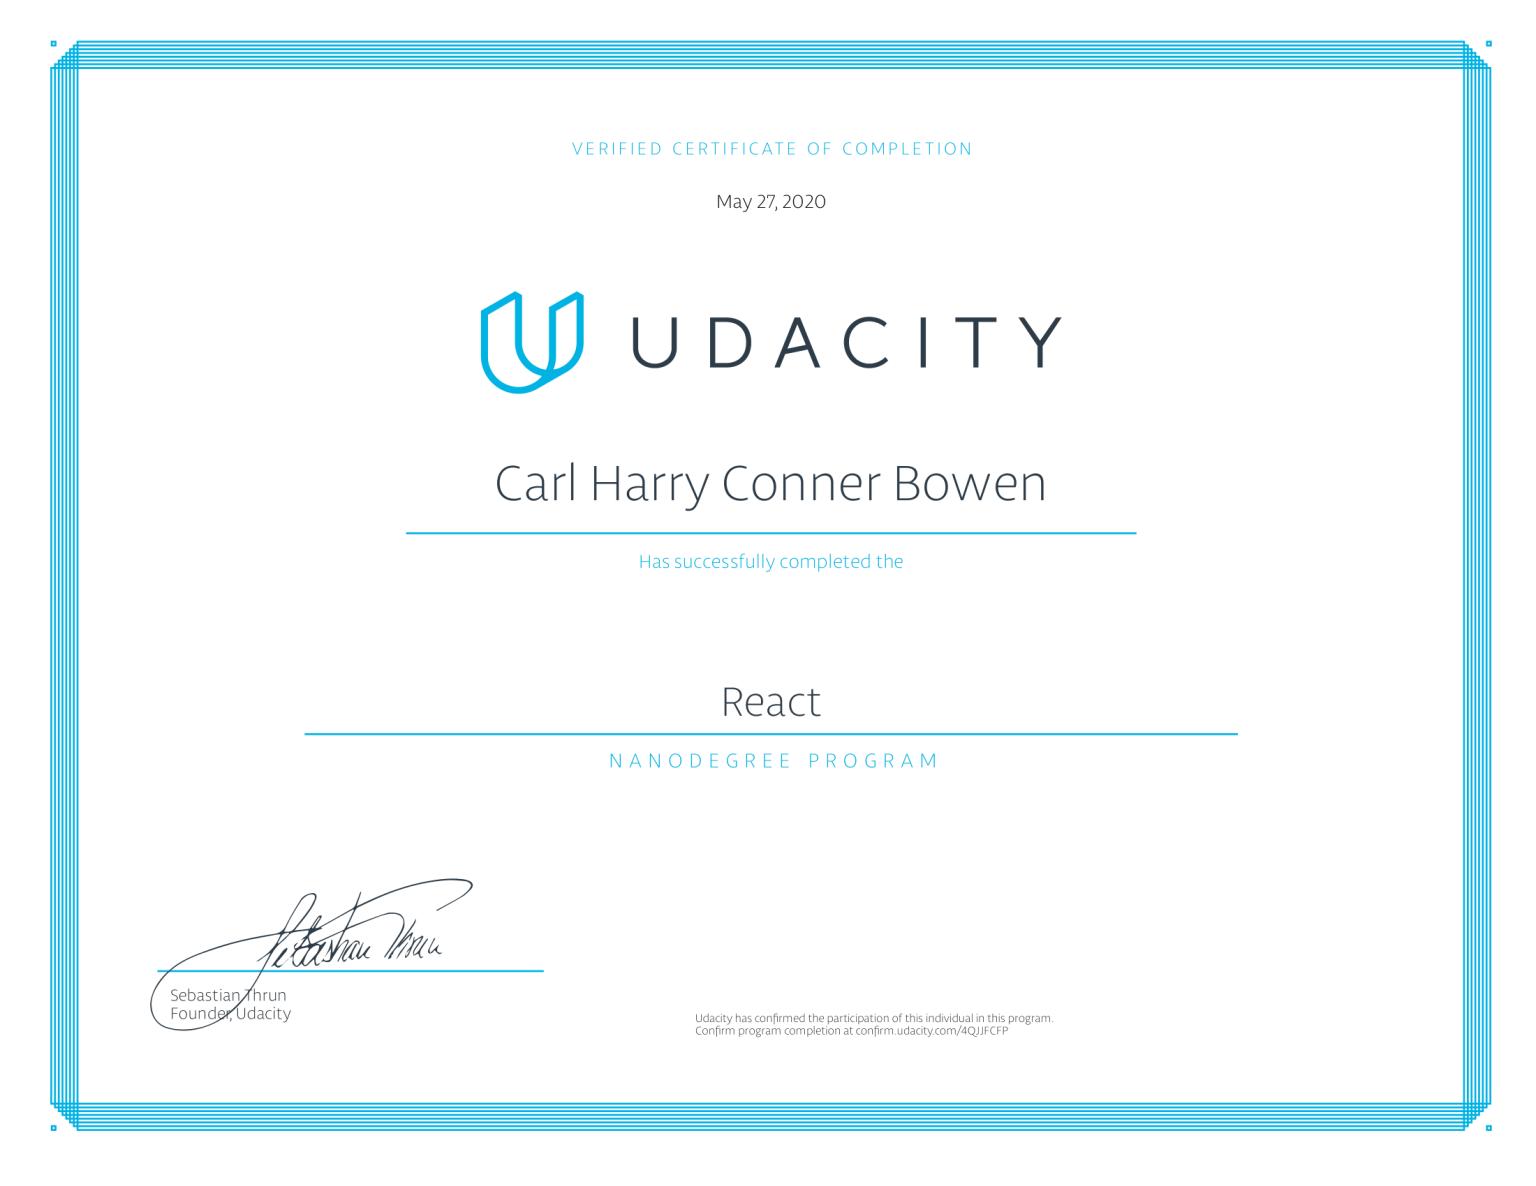 VERIFIED CERTIFICATE OF COMPLETION
May 27, 2020
UDACITY
Carl Harry Conner Bowen
Has successfully completed the
React
NANODEGREE PROGRAM
Sebastian Thrun
Sebastian Thrun
Founder, Udacity
Udacity has confirmed the participation of this individual in this program.
Confirm program completion at confirm.udacity.com/4QJJFCFP